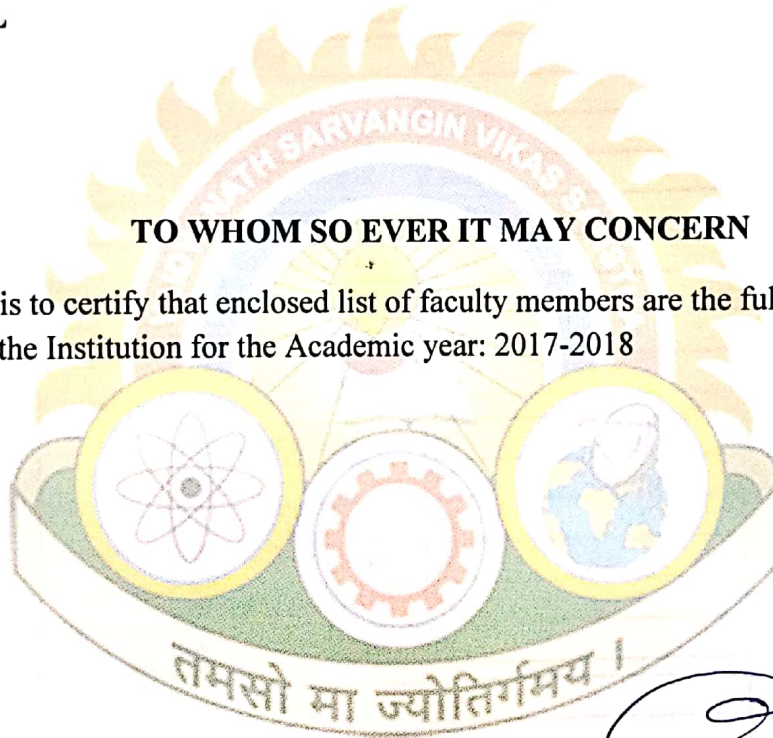 SARVANGIN VIKAS
TO WHOM SO EVER IT MAY CONCERN
is to certify that enclosed list of faculty members are the ful
the Institution for the Academic year: 2017-2018
तमसो मा ज्योतिर्गमय ।